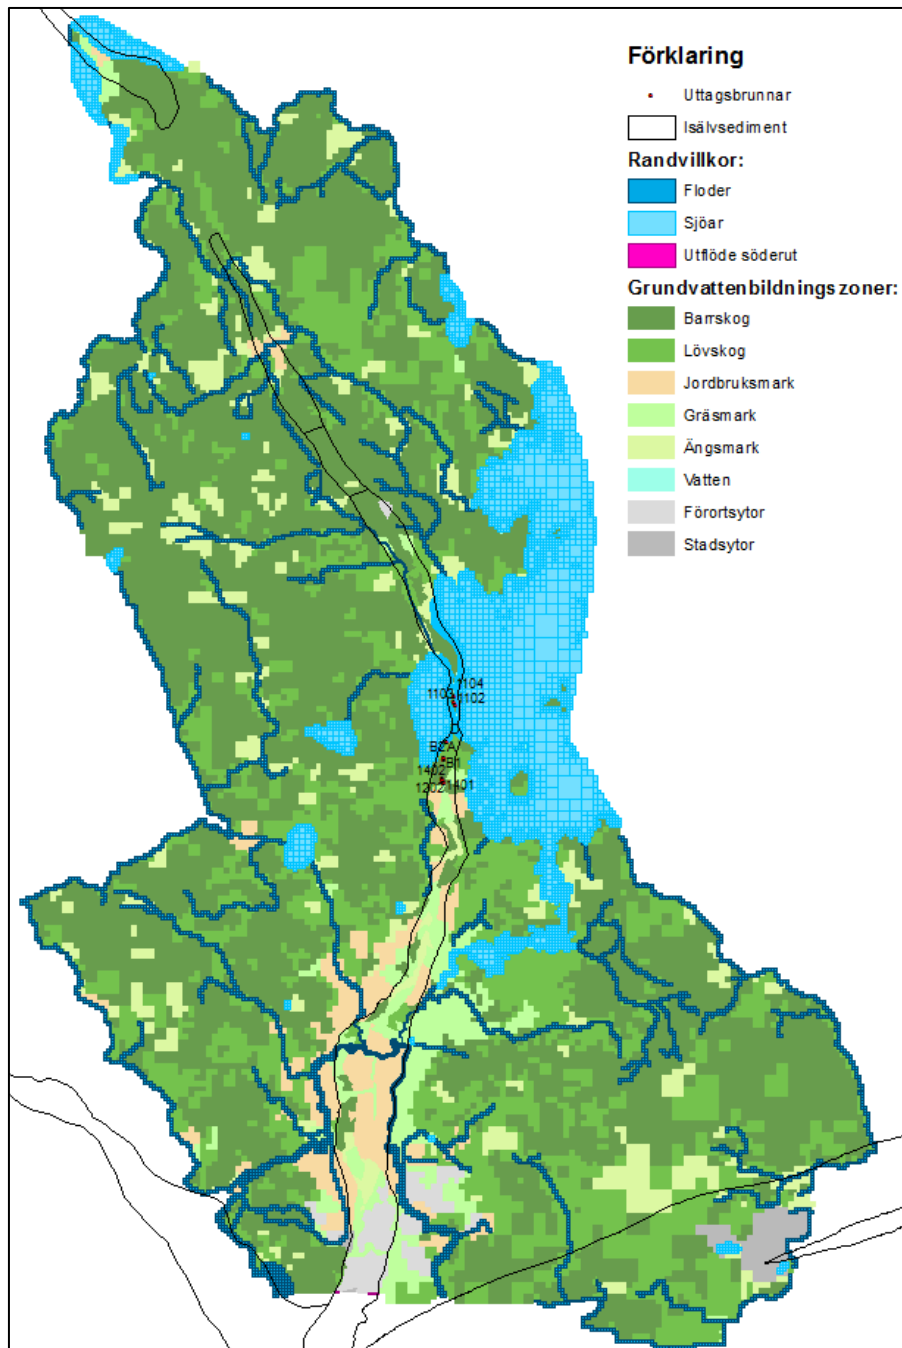 Förklaring
Uttagsbrunnar
Isälvsediment
Randvillkor:
Floder
Sjöar
Utflöde söderut
Grundvattenbildningszoner:
Barrskog
Lövskog
Jordbruksmark
Gräsmark
Ängsmark
Vatten
Förortsytor
Stadsytor
1104
1103
1102
B2A
B1
1402
1202
1401